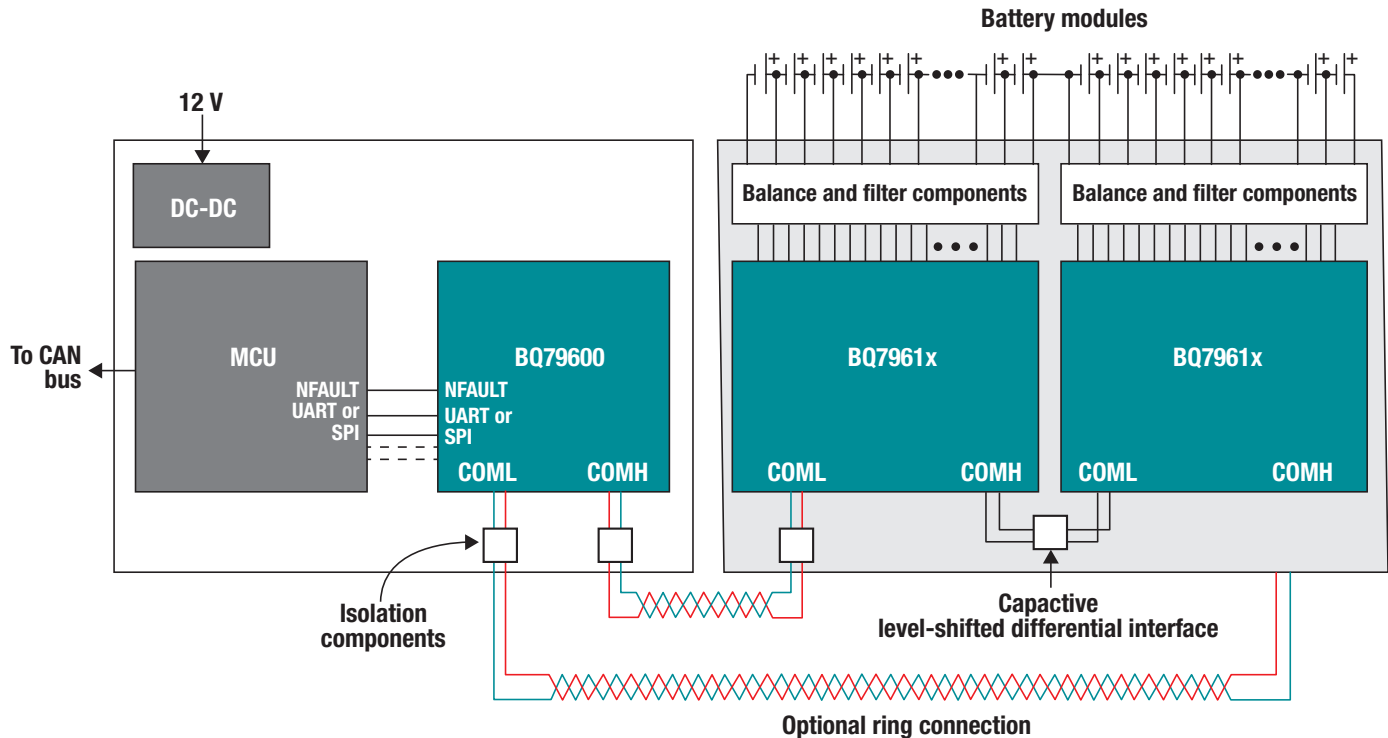 Battery modules
+ + + + + + + + + + + + + +
12 V
DC-DC
Balance and filter components
Balance and filter components
To CAN
bus
MCU
BQ79600
BQ7961x
BQ7961x
NFAULT
UART or
SPI
NFAULT
UART or
SPI
COML
COMH
COML
COMH
COML
COMH
Isolation
components
Capactive
level-shifted differential interface
Optional ring connection